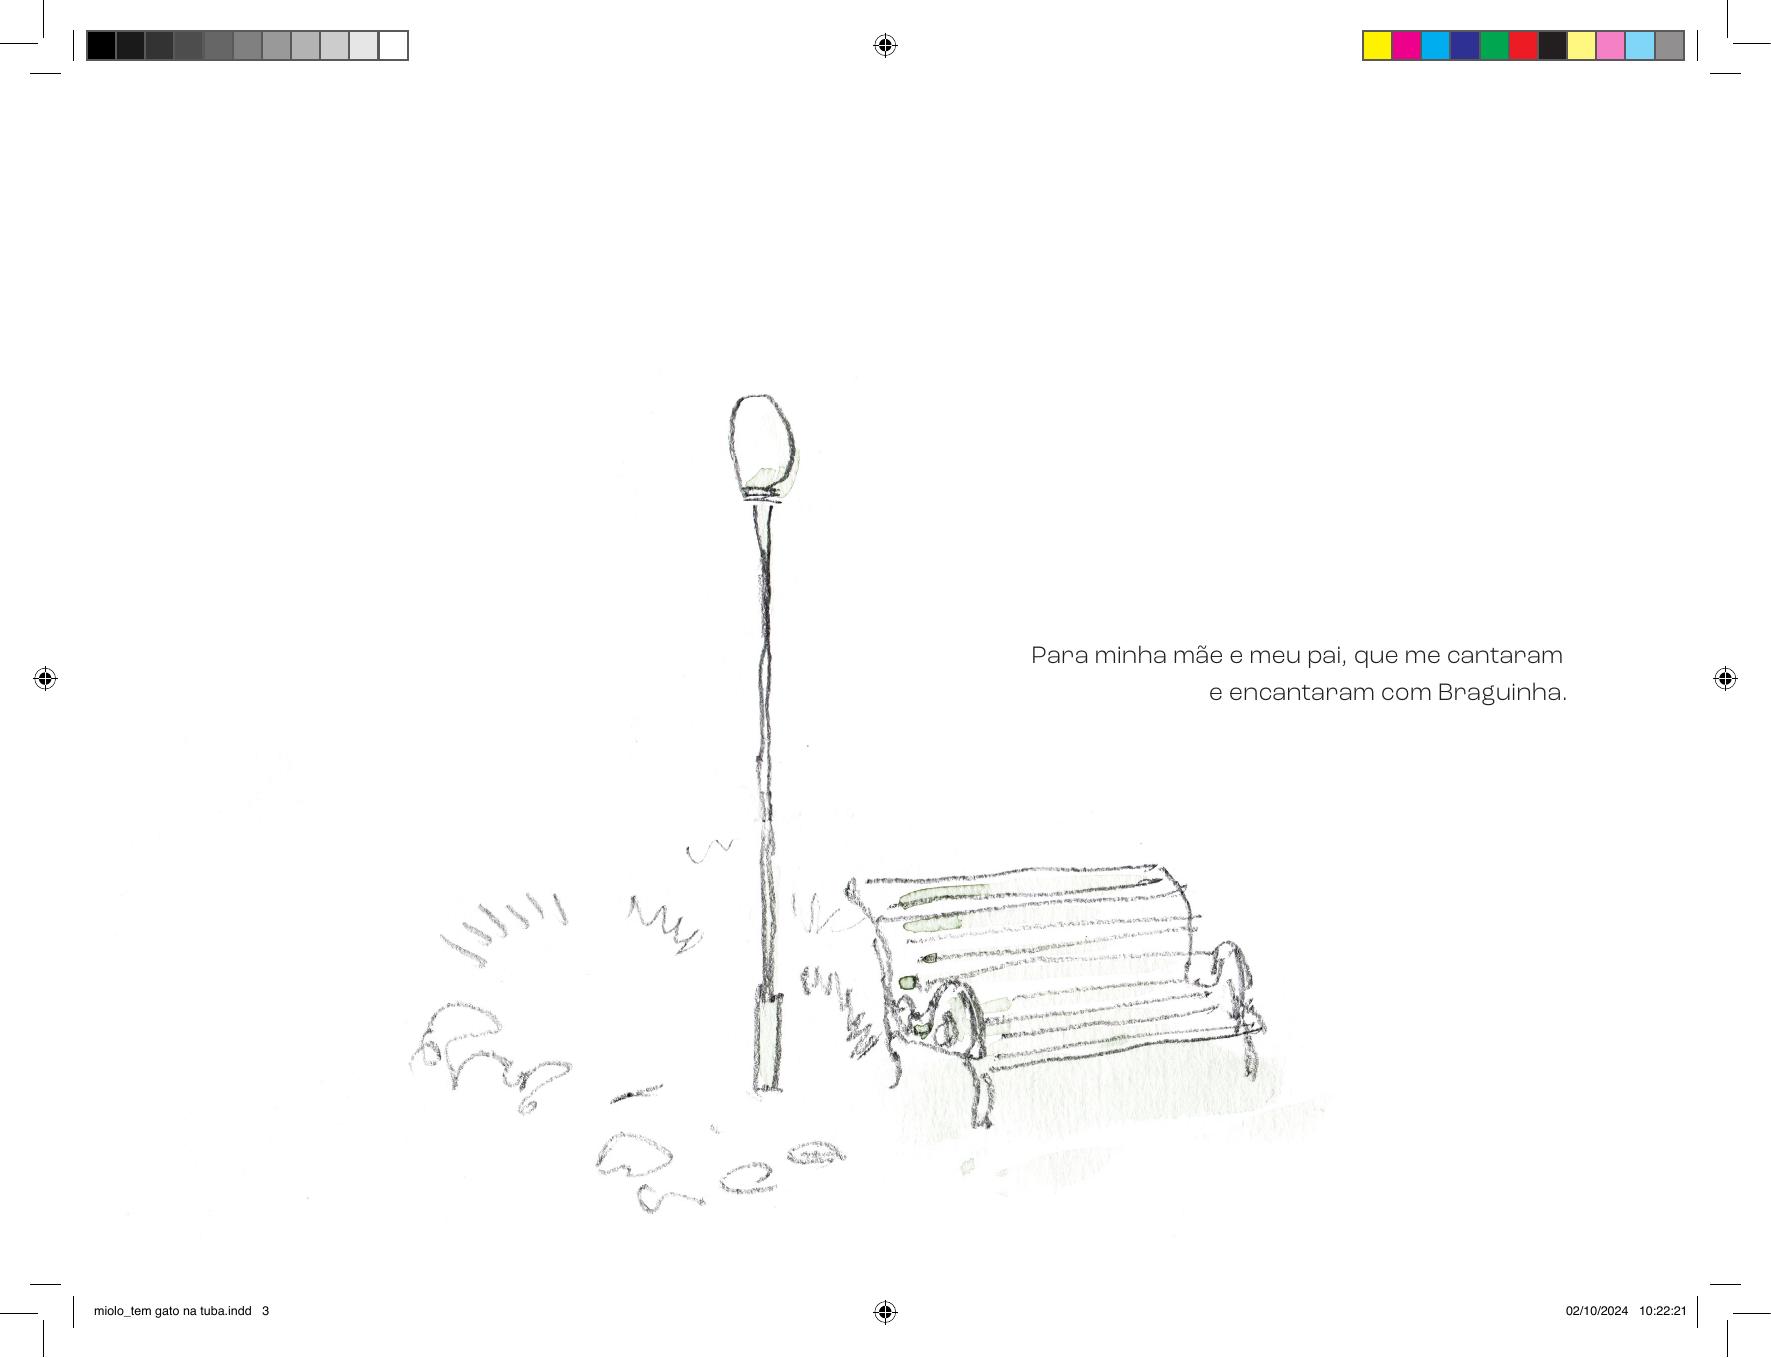 Para minha mãe e meu pai, que me cantaram
e encantaram com Braguinha.
miolo_tem gato na tuba.indd   3
02/10/2024   10:22:21